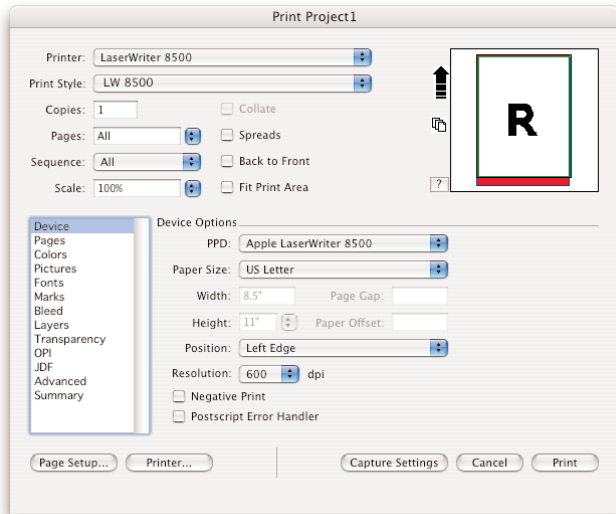 Print Project1
Printer: LaserWriter 8500
Print Style: LW 8500
Copies: 1 Collate
Pages: All Spreads
Sequence: All Back to Front
Scale: 100% Fit Print Area
R
?
Device
Pages
Colors
Pictures
Fonts
Marks
Bleed
Layers
Transparency
OPI
JDF
Advanced
Summary
Device Options
PPD: Apple LaserWriter 8500
Paper Size: US Letter
Width: 8.5" Page Gap:
Height: 11" Paper Offset:
Position: Left Edge
Resolution: 600 dpi
Negative Print
Postscript Error Handler
Page Setup... Printer... Capture Settings Cancel Print